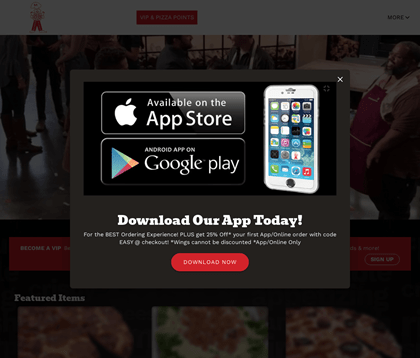 VIP & PIZZA POINTS
MORE
Available on the
App Store
ANDROID APP ON
Google play
Download Our App Today!
For the BEST Ordering Experience! PLUS get 25% Off* your first App/Online order with code
EASY @ checkout! *Wings cannot be discounted *App/Online Only
DOWNLOAD NOW
BECOME A VIP
& more!
SIGN UP
Featured Items